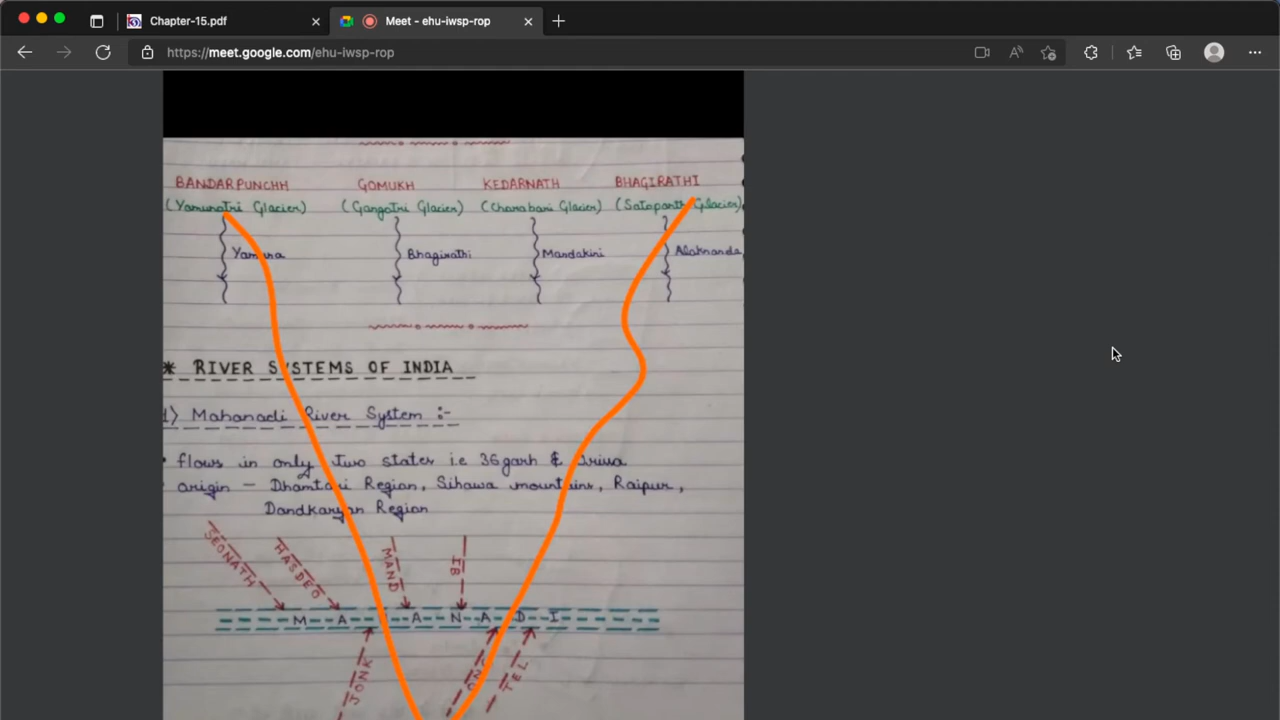 Chapter-15.pdf
Meet - ehu-iwsp-rop
https://meet.google.com/ehu-iwsp-rop
BANDARPUNCHH GOMUKH KEDARNATH BHAGIRATHI
(Yamunotri Glacier) (Gangotri Glacier) (Chorabari Glacier) (Satopanth Glacier)
Yamuna Bhagirathi Mandakini Alaknanda
* RIVER SYSTEMS OF INDIA
1) Mahanadi River System :-
• flows in only Two states i.e 36garh & Orissa
• origin - Dhamtari Region, Sihawa mountains, Raipur,
Dandkaryan Region
SEONATH HASDEO MAND IB
MAHANADI
JONK ONG TEL